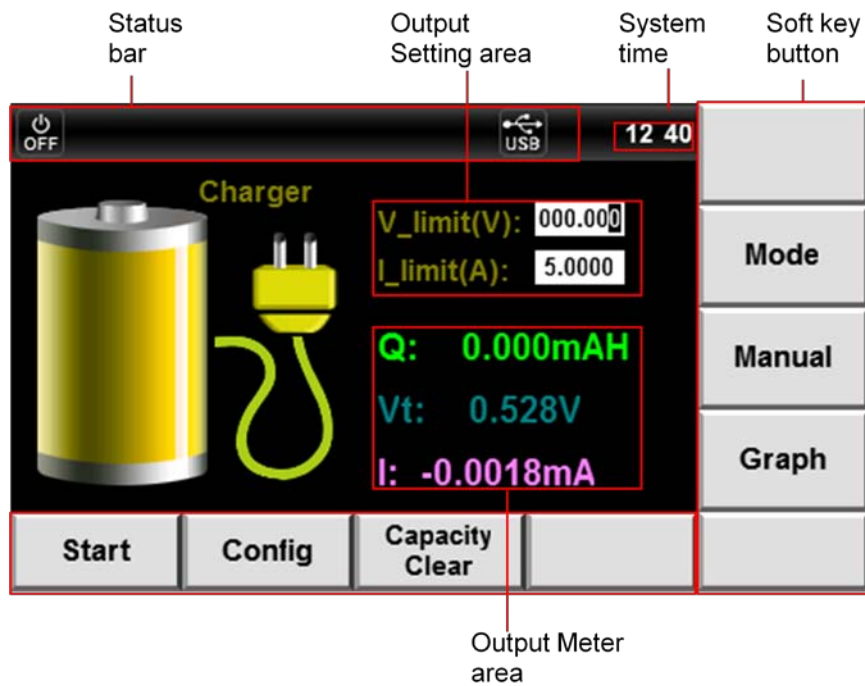 Status
bar
Output
Setting area
System
time
Soft key
button
OFF
USB
12 40
Charger
V_limit(V): 000.000
I_limit(A): 5.0000
Mode
Q: 0.000mAH
Manual
Vt: 0.528V
Graph
I: -0.0018mA
Start
Config
Capacity
Clear
Output Meter
area